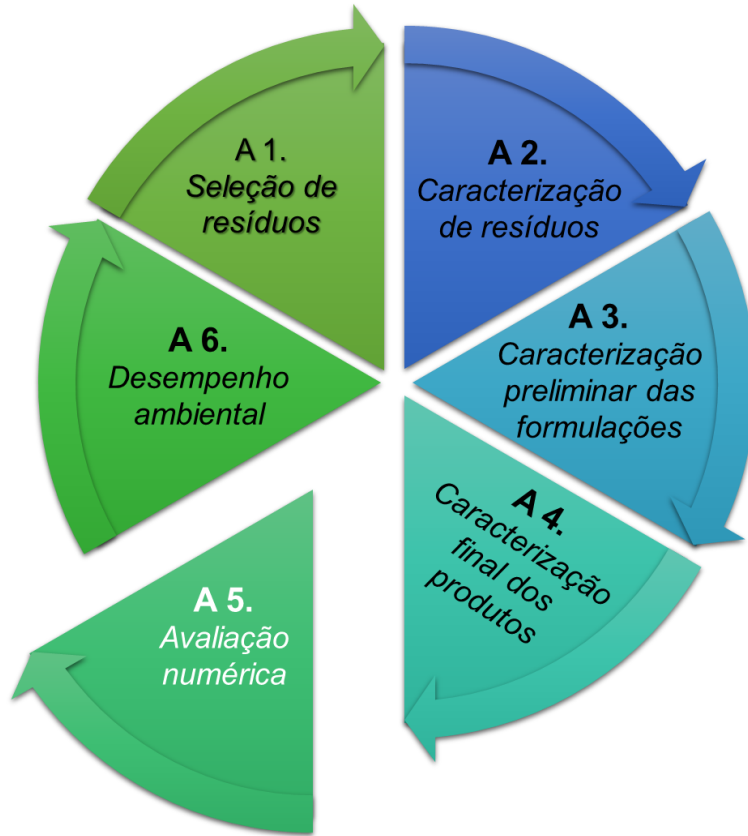 A 1.
Seleção de
resíduos
A 2.
Caracterização
de resíduos
A 3.
Caracterização
preliminar das
formulações
A 4.
Caracterização
final dos
produtos
A 5.
Avaliação
numérica
A 6.
Desempenho
ambiental